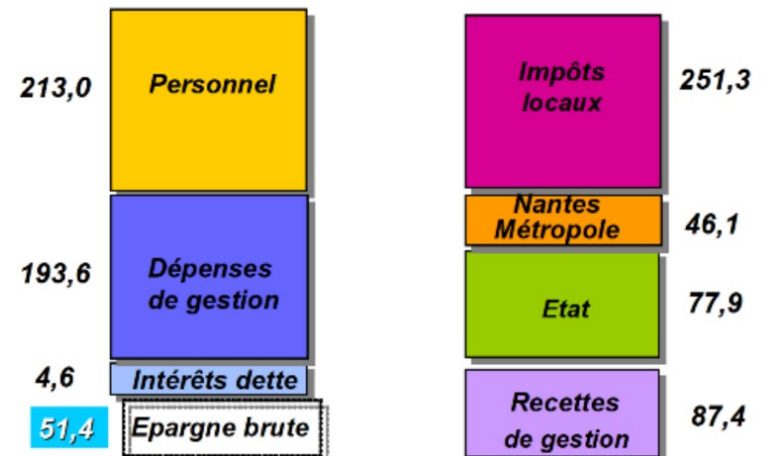 213,0
Personnel
193,6
Dépenses
de gestion
4,6
Intérêts dette
51,4
Epargne brute
Impôts
locaux
251,3
Nantes
Métropole
46,1
Etat
77,9
Recettes
de gestion
87,4